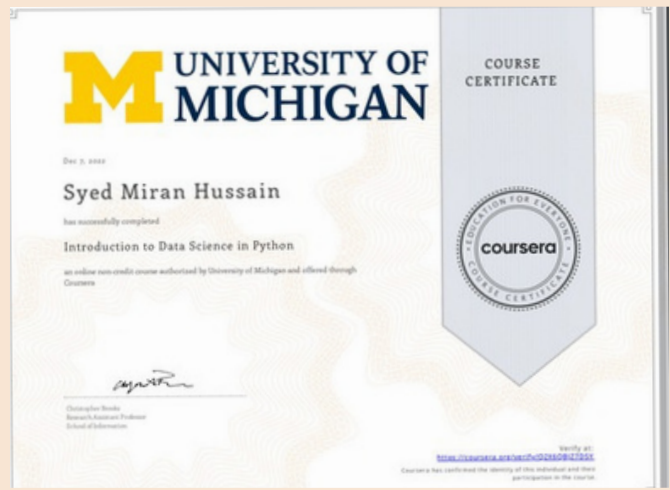 UNIVERSITY OF
MICHIGAN
COURSE
CERTIFICATE
Dec 7, 2022
Syed Miran Hussain
has successfully completed
Introduction to Data Science in Python
an online non-credit course authorized by University of Michigan and offered through
Coursera
EDUCATION FOR EVERYONE
coursera
COURSE CERTIFICATE
Christopher Brooks
Research Assistant Professor
School of Information
Verify at:
Coursera has confirmed the identity of this individual and their
participation in the course.